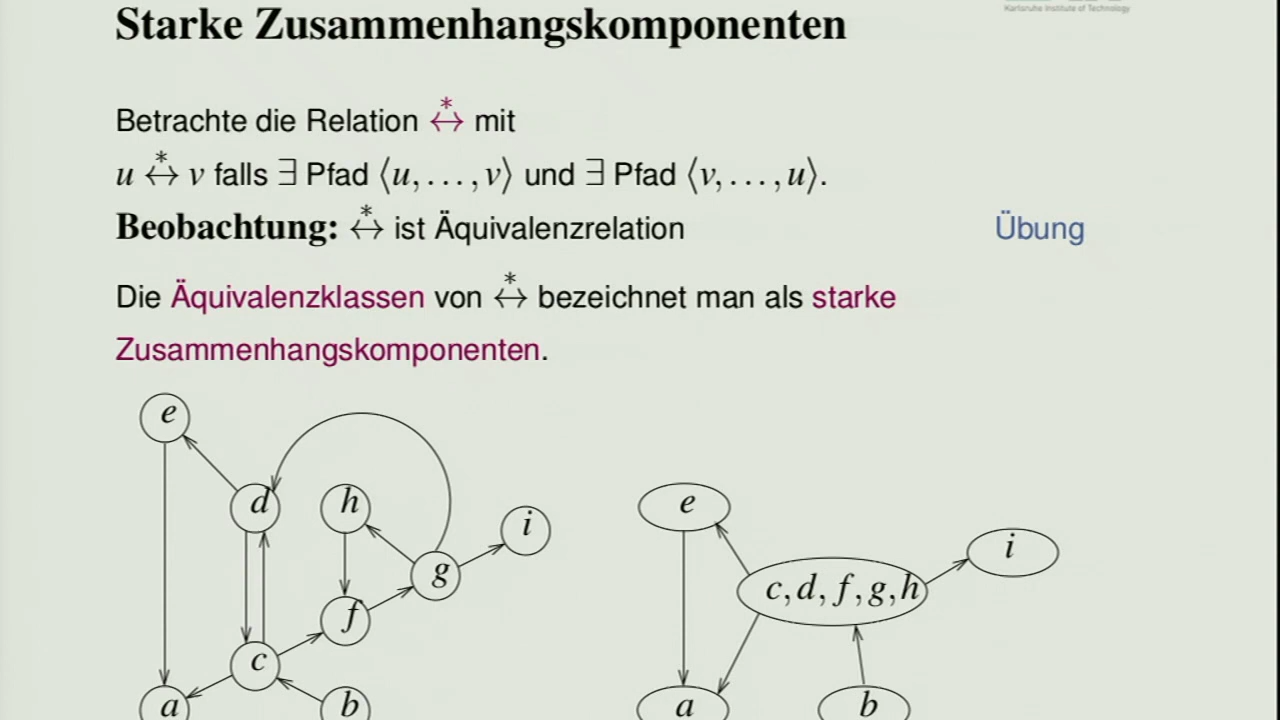 Karlsruhe Institute of Technology
Starke Zusammenhangskomponenten
Betrachte die Relation ↔* mit
u ↔* v falls ∃ Pfad ⟨u,…,v⟩ und ∃ Pfad ⟨v,…,u⟩.
Beobachtung: ↔* ist Äquivalenzrelation Übung
Die Äquivalenzklassen von ↔* bezeichnet man als starke
Zusammenhangskomponenten.
e
d
h
i
g
f
c
a
b
e
i
c,d,f,g,h
a
b